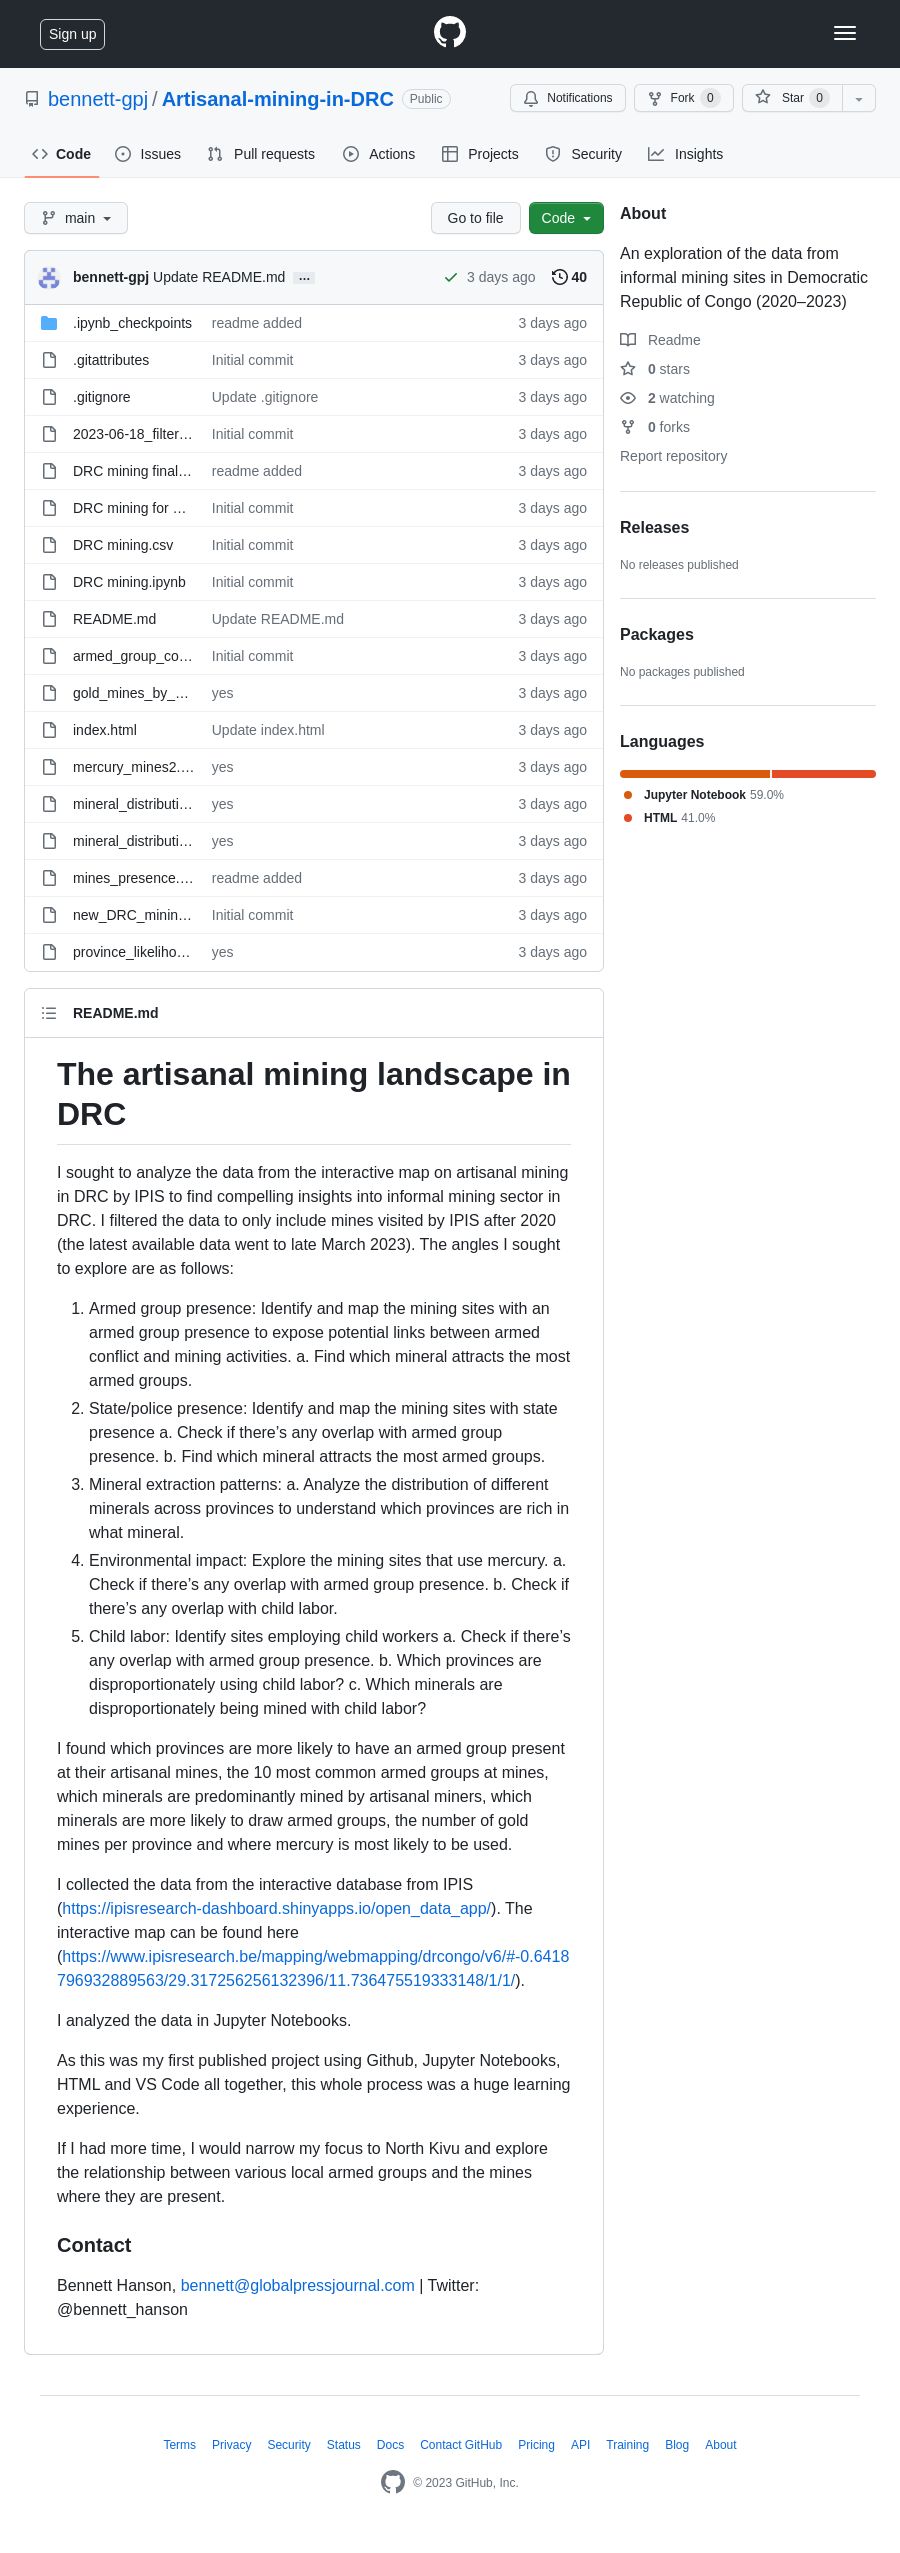 Sign up
bennett-gpj / Artisanal-mining-in-DRC Public
Notifications Fork 0 Star 0
Code Issues Pull requests Actions Projects Security Insights
main Go to file Code
bennett-gpj Update README.md ... 3 days ago 40
.ipynb_checkpoints readme added 3 days ago
.gitattributes Initial commit 3 days ago
.gitignore Update .gitignore 3 days ago
2023-06-18_filter… Initial commit 3 days ago
DRC mining final… readme added 3 days ago
DRC mining for … Initial commit 3 days ago
DRC mining.csv Initial commit 3 days ago
DRC mining.ipynb Initial commit 3 days ago
README.md Update README.md 3 days ago
armed_group_co… Initial commit 3 days ago
gold_mines_by_… yes 3 days ago
index.html Update index.html 3 days ago
mercury_mines2.… yes 3 days ago
mineral_distributi… yes 3 days ago
mineral_distributi… yes 3 days ago
mines_presence.… readme added 3 days ago
new_DRC_minin… Initial commit 3 days ago
province_likeliho… yes 3 days ago
README.md
The artisanal mining landscape in
DRC
I sought to analyze the data from the interactive map on artisanal mining
in DRC by IPIS to find compelling insights into informal mining sector in
DRC. I filtered the data to only include mines visited by IPIS after 2020
(the latest available data went to late March 2023). The angles I sought
to explore are as follows:
1. Armed group presence: Identify and map the mining sites with an
armed group presence to expose potential links between armed
conflict and mining activities. a. Find which mineral attracts the most
armed groups.
2. State/police presence: Identify and map the mining sites with state
presence a. Check if there’s any overlap with armed group
presence. b. Find which mineral attracts the most armed groups.
3. Mineral extraction patterns: a. Analyze the distribution of different
minerals across provinces to understand which provinces are rich in
what mineral.
4. Environmental impact: Explore the mining sites that use mercury. a.
Check if there’s any overlap with armed group presence. b. Check if
there’s any overlap with child labor.
5. Child labor: Identify sites employing child workers a. Check if there’s
any overlap with armed group presence. b. Which provinces are
disproportionately using child labor? c. Which minerals are
disproportionately being mined with child labor?
I found which provinces are more likely to have an armed group present
at their artisanal mines, the 10 most common armed groups at mines,
which minerals are predominantly mined by artisanal miners, which
minerals are more likely to draw armed groups, the number of gold
mines per province and where mercury is most likely to be used.
I collected the data from the interactive database from IPIS
(https://ipisresearch-dashboard.shinyapps.io/open_data_app/). The
interactive map can be found here
(https://www.ipisresearch.be/mapping/webmapping/drcongo/v6/#-0.6418
796932889563/29.317256256132396/11.736475519333148/1/1/).
I analyzed the data in Jupyter Notebooks.
As this was my first published project using Github, Jupyter Notebooks,
HTML and VS Code all together, this whole process was a huge learning
experience.
If I had more time, I would narrow my focus to North Kivu and explore
the relationship between various local armed groups and the mines
where they are present.
Contact
Bennett Hanson, bennett@globalpressjournal.com | Twitter:
@bennett_hanson
About
An exploration of the data from
informal mining sites in Democratic
Republic of Congo (2020–2023)
Readme
0 stars
2 watching
0 forks
Report repository
Releases
No releases published
Packages
No packages published
Languages
Jupyter Notebook 59.0%
HTML 41.0%
Terms Privacy Security Status Docs Contact GitHub Pricing API Training Blog About
© 2023 GitHub, Inc.